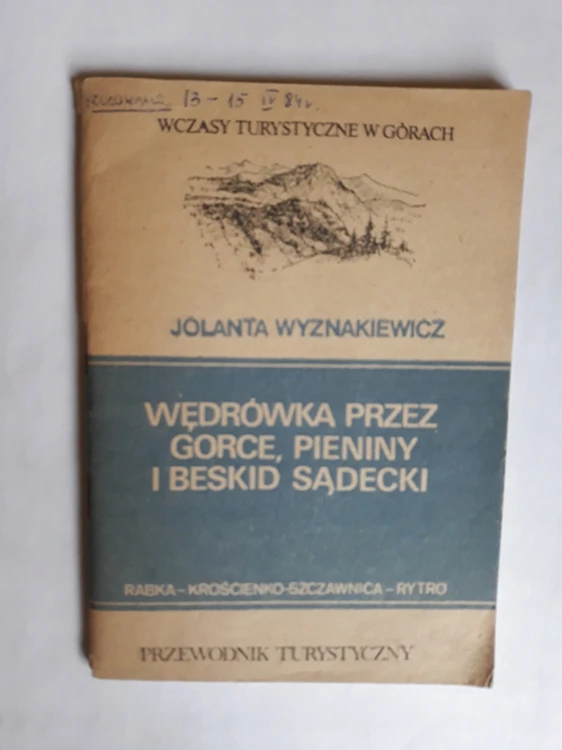 13-15 IV 84r.
WCZASY TURYSTYCZNE W GÓRACH
JOLANTA WYZNAKIEWICZ
WĘDRÓWKA PRZEZ
GORCE, PIENINY
I BESKID SĄDECKI
RABKA-KROŚCIENKO-SZCZAWNICA-RYTRO
PRZEWODNIK TURYSTYCZNY